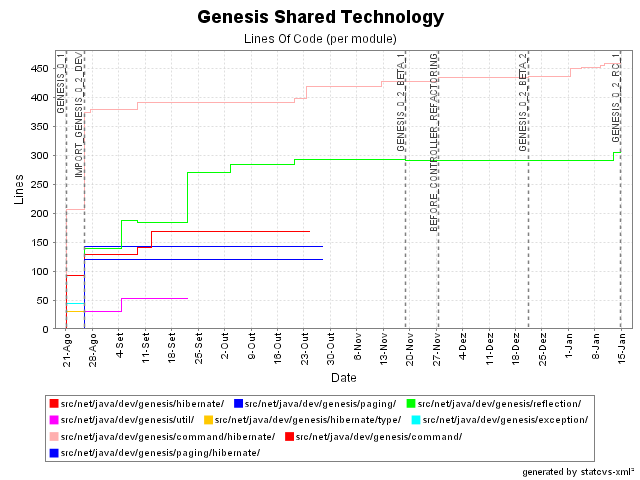 Genesis Shared Technology
Lines Of Code (per module)
GENESIS_0_1
IMPORT_GENESIS_0_2_DEV
GENESIS_0_2_BETA_1
BEFORE_CONTROLLER_REFACTORING
GENESIS_0_2_BETA_2
GENESIS_0_2_RC_1
Lines
450
400
350
300
250
200
150
100
50
0
21-Ago
28-Ago
4-Set
11-Set
18-Set
25-Set
2-Out
9-Out
16-Out
23-Out
30-Out
6-Nov
13-Nov
20-Nov
27-Nov
4-Dez
11-Dez
18-Dez
25-Dez
1-Jan
8-Jan
15-Jan
Date
src/net/java/dev/genesis/hibernate/ src/net/java/dev/genesis/paging/ src/net/java/dev/genesis/reflection/
src/net/java/dev/genesis/util/ src/net/java/dev/genesis/hibernate/type/ src/net/java/dev/genesis/exception/
src/net/java/dev/genesis/command/hibernate/ src/net/java/dev/genesis/command/
src/net/java/dev/genesis/paging/hibernate/
generated by statcvs-xml²